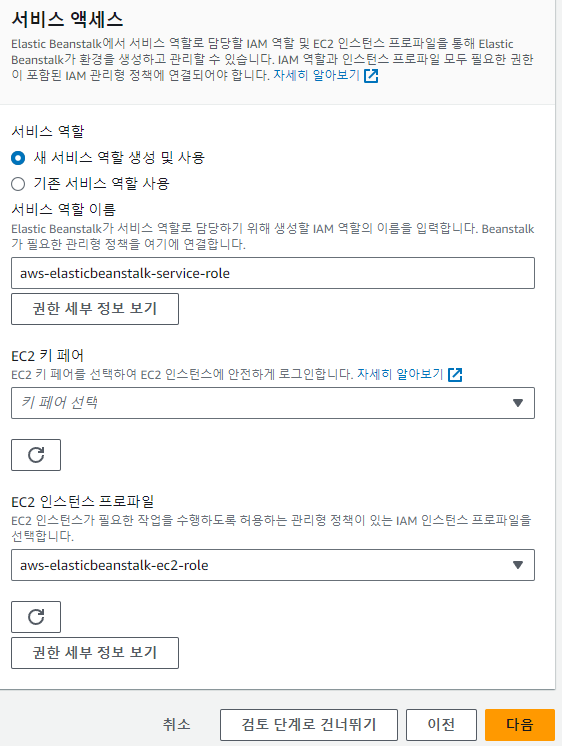 서비스 액세스
Elastic Beanstalk에서 서비스 역할로 담당할 IAM 역할 및 EC2 인스턴스 프로파일을 통해 Elastic
Beanstalk가 환경을 생성하고 관리할 수 있습니다. IAM 역할과 인스턴스 프로파일 모두 필요한 권한
이 포함된 IAM 관리형 정책에 연결되어야 합니다. 자세히 알아보기
서비스 역할
새 서비스 역할 생성 및 사용
기존 서비스 역할 사용
서비스 역할 이름
Elastic Beanstalk가 서비스 역할로 담당하기 위해 생성할 IAM 역할의 이름을 입력합니다. Beanstalk
가 필요한 관리형 정책을 여기에 연결합니다.
aws-elasticbeanstalk-service-role
권한 세부 정보 보기
EC2 키 페어
EC2 키 페어를 선택하여 EC2 인스턴스에 안전하게 로그인합니다. 자세히 알아보기
키 페어 선택
EC2 인스턴스 프로파일
EC2 인스턴스가 필요한 작업을 수행하도록 허용하는 관리형 정책이 있는 IAM 인스턴스 프로파일을
선택합니다.
aws-elasticbeanstalk-ec2-role
권한 세부 정보 보기
취소 검토 단계로 건너뛰기 이전 다음